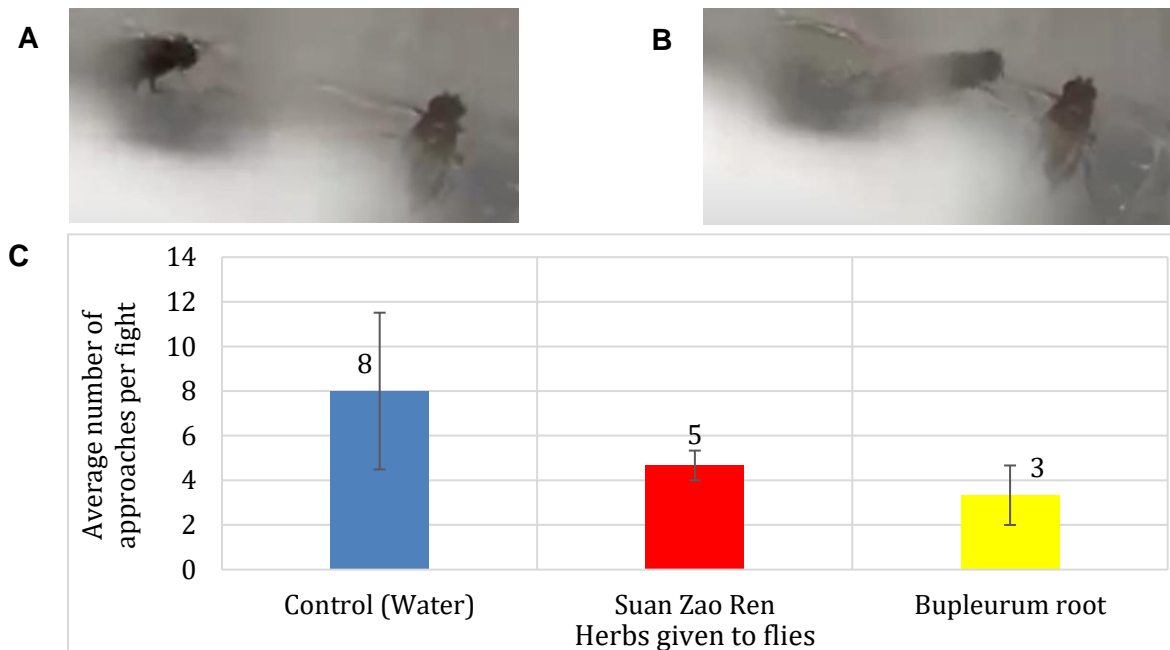 A
B
C
Average number of
approaches per fight
14
12
10
8
6
4
2
0
8
5
3
Control (Water)
Suan Zao Ren
Bupleurum root
Herbs given to flies